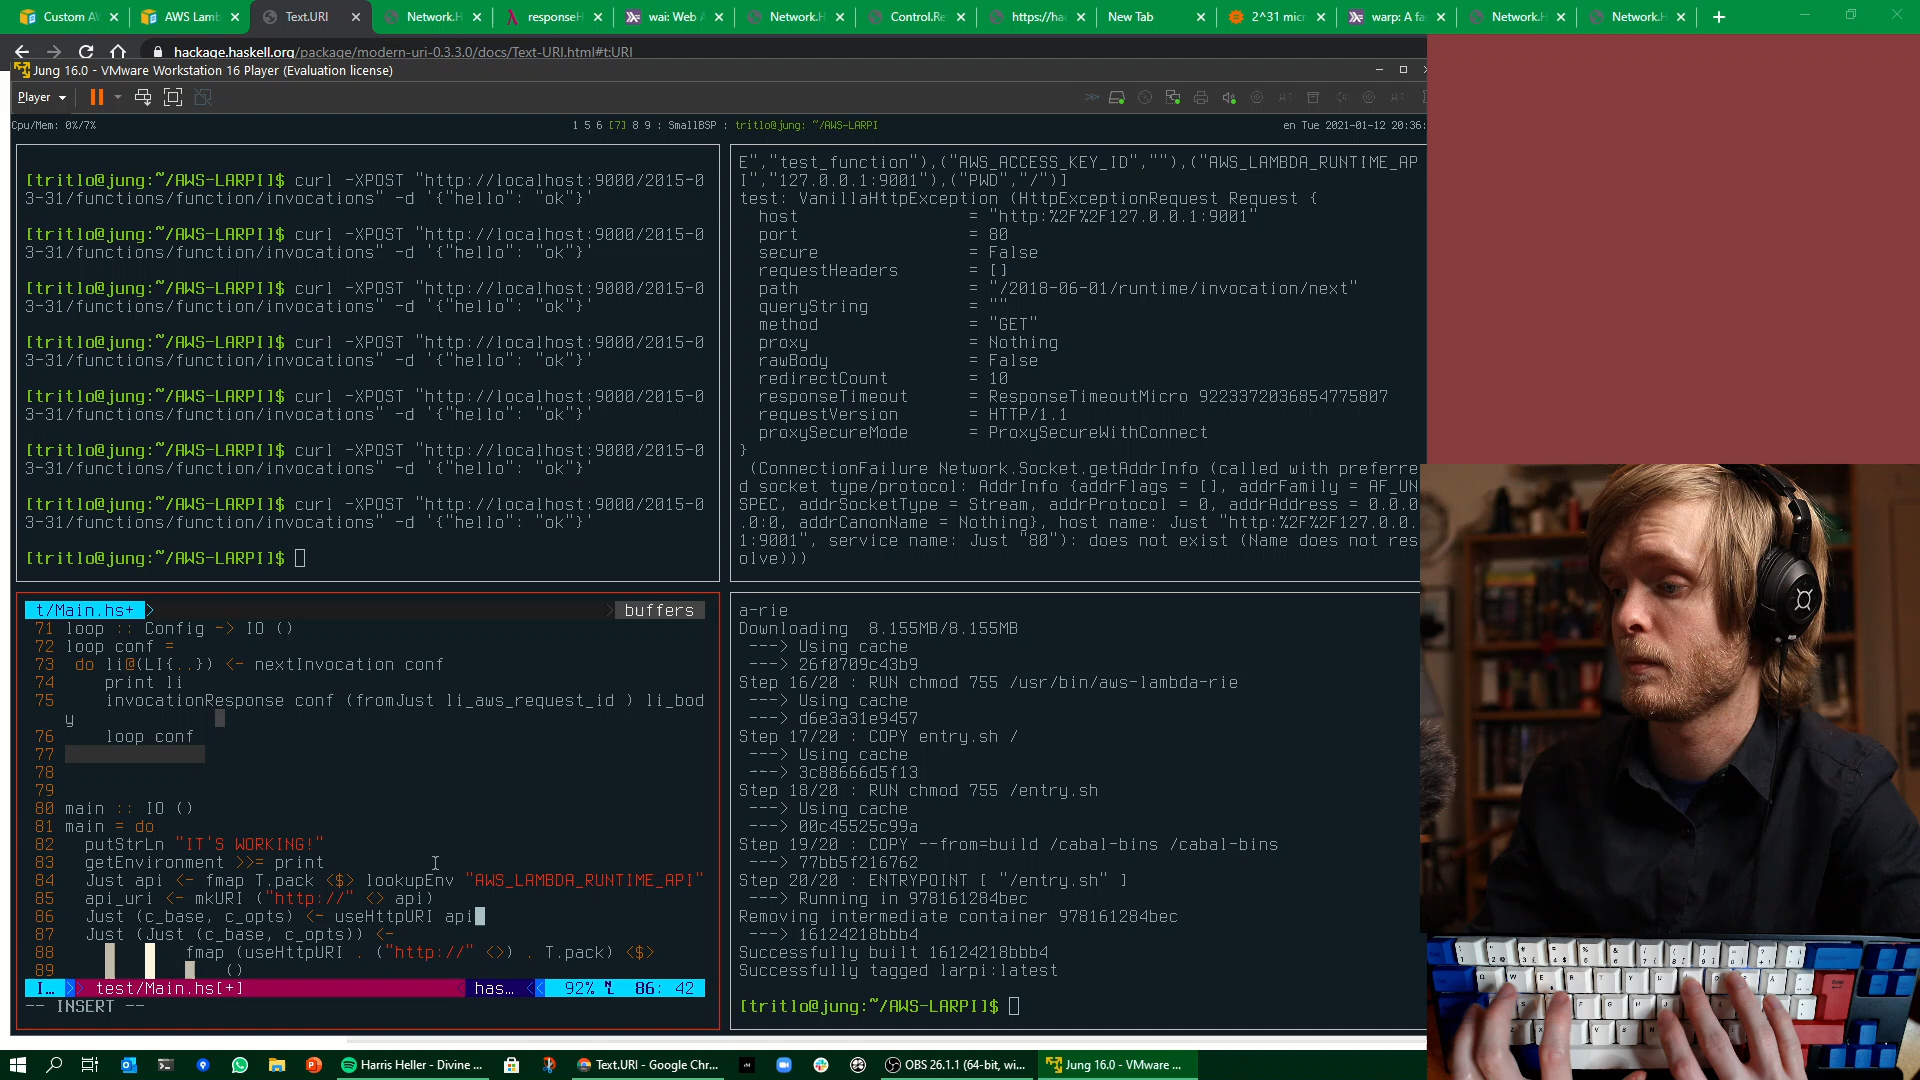 Custom A
AWS Lamb
Text.URI
Network.H
responseH
wai: Web A
Network.H
Control.Re
https://hac
New Tab
2^31 micr
warp: A fa
Network.H
Network.H
hackage.haskell.org/package/modern-uri-0.3.3.0/docs/Text-URI.html#t:URI
Jung 16.0 - VMware Workstation 16 Player (Evaluation license)
Player
Cpu/Mem: 0%/7%
1 5 6 [7] 8 9 : SmallBSP : tritlo@jung: ~/AWS-LARPI
en Tue 2021-01-12 20:36:
[tritlo@jung:~/AWS-LARPI]$ curl -XPOST "http://localhost:9000/2015-0
3-31/functions/function/invocations" -d '{"hello": "ok"}'
[tritlo@jung:~/AWS-LARPI]$ curl -XPOST "http://localhost:9000/2015-0
3-31/functions/function/invocations" -d '{"hello": "ok"}'
[tritlo@jung:~/AWS-LARPI]$ curl -XPOST "http://localhost:9000/2015-0
3-31/functions/function/invocations" -d '{"hello": "ok"}'
[tritlo@jung:~/AWS-LARPI]$ curl -XPOST "http://localhost:9000/2015-0
3-31/functions/function/invocations" -d '{"hello": "ok"}'
[tritlo@jung:~/AWS-LARPI]$ curl -XPOST "http://localhost:9000/2015-0
3-31/functions/function/invocations" -d '{"hello": "ok"}'
[tritlo@jung:~/AWS-LARPI]$ curl -XPOST "http://localhost:9000/2015-0
3-31/functions/function/invocations" -d '{"hello": "ok"}'
[tritlo@jung:~/AWS-LARPI]$ curl -XPOST "http://localhost:9000/2015-0
3-31/functions/function/invocations" -d '{"hello": "ok"}'
[tritlo@jung:~/AWS-LARPI]$
E","test_function"),("AWS_ACCESS_KEY_ID",""),("AWS_LAMBDA_RUNTIME_AP
I","127.0.0.1:9001"),("PWD","/")]
test: VanillaHttpException (HttpExceptionRequest Request {
host = "http:%2F%2F127.0.0.1:9001"
port = 80
secure = False
requestHeaders = []
path = "/2018-06-01/runtime/invocation/next"
queryString = ""
method = "GET"
proxy = Nothing
rawBody = False
redirectCount = 10
responseTimeout = ResponseTimeoutMicro 9223372036854775807
requestVersion = HTTP/1.1
proxySecureMode = ProxySecureWithConnect
}
(ConnectionFailure Network.Socket.getAddrInfo (called with preferre
d socket type/protocol: AddrInfo {addrFlags = [], addrFamily = AF_UN
SPEC, addrSocketType = Stream, addrProtocol = 0, addrAddress = 0.0.0
.0:0, addrCanonName = Nothing}, host name: Just "http:%2F%2F127.0.0.
1:9001", service name: Just "80"): does not exist (Name does not res
olve)))
t/Main.hs+
buffers
71 loop :: Config -> IO ()
72 loop conf =
73 do li@(LI{..}) <- nextInvocation conf
74 print li
75 invocationResponse conf (fromJust li_aws_request_id ) li_bod
y
76 loop conf
77
78
79
80 main :: IO ()
81 main = do
82 putStrLn "IT'S WORKING!"
83 getEnvironment >>= print
84 Just api <- fmap T.pack <$> lookupEnv "AWS_LAMBDA_RUNTIME_API"
85 api_uri <- mkURI ("http://" <> api)
86 Just (c_base, c_opts) <- useHttpURI api
87 Just (Just (c_base, c_opts)) <-
88 fmap (useHttpURI . ("http://" <>) . T.pack) <$>
89 ()
I… test/Main.hs[+] has… 92% 86: 42
-- INSERT --
a-rie
Downloading 8.155MB/8.155MB
---> Using cache
---> 26f0709c43b9
Step 16/20 : RUN chmod 755 /usr/bin/aws-lambda-rie
---> Using cache
---> d6e3a31e9457
Step 17/20 : COPY entry.sh /
---> Using cache
---> 3c88666d5f13
Step 18/20 : RUN chmod 755 /entry.sh
---> Using cache
---> 00c45525c99a
Step 19/20 : COPY --from=build /cabal-bins /cabal-bins
---> 77bb5f216762
Step 20/20 : ENTRYPOINT [ "/entry.sh" ]
---> Running in 978161284bec
Removing intermediate container 978161284bec
---> 16124218bbb4
Successfully built 16124218bbb4
Successfully tagged larpi:latest
[tritlo@jung:~/AWS-LARPI]$
Harris Heller - Divine ...
Text.URI - Google Chr...
OBS 26.1.1 (64-bit, wi...
Jung 16.0 - VMware ...